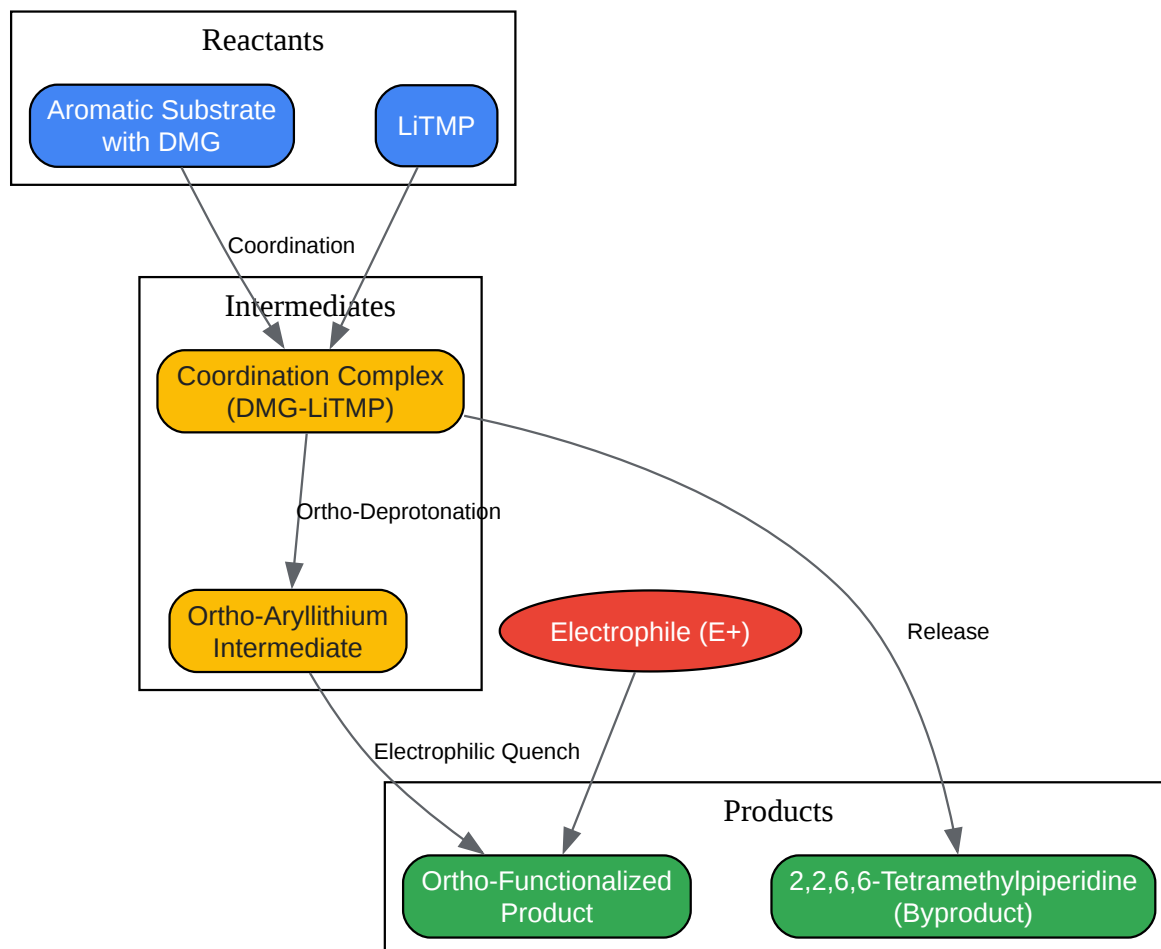 Reactants
Aromatic Substrate
with DMG
LiTMP
Coordination
Intermediates
Coordination Complex
(DMG-LiTMP)
Ortho-Deprotonation
Ortho-Aryllithium
Intermediate
Electrophile (E+)
Release
Electrophilic Quench
Products
Ortho-Functionalized
Product
2,2,6,6-Tetramethylpiperidine
(Byproduct)